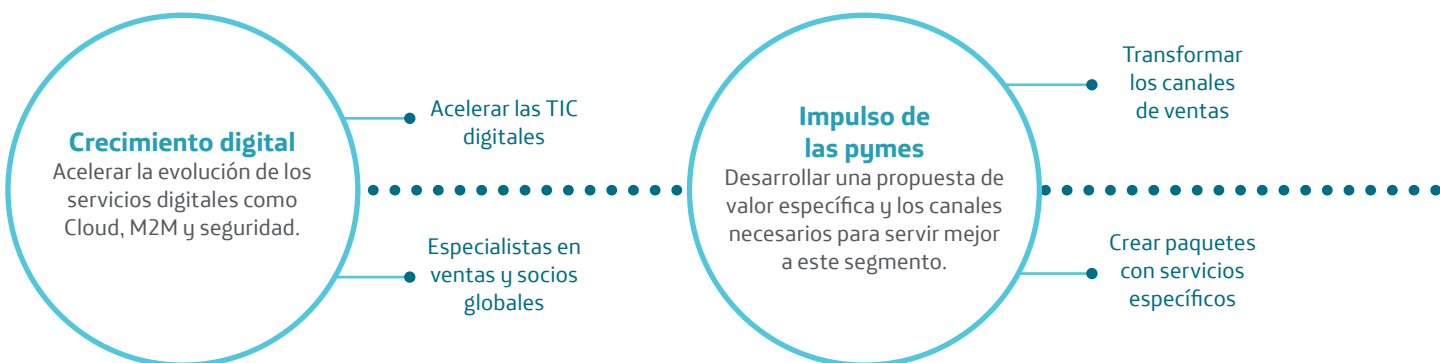 Crecimiento digital
Acelerar la evolución de los
servicios digitales como
Cloud, M2M y seguridad.
Acelerar las TIC
digitales
Especialistas en
ventas y socios
globales
Impulso de
las pymes
Desarrollar una propuesta de
valor específica y los canales
necesarios para servir mejor
a este segmento.
Transformar
los canales
de ventas
Crear paquetes
con servicios
específicos